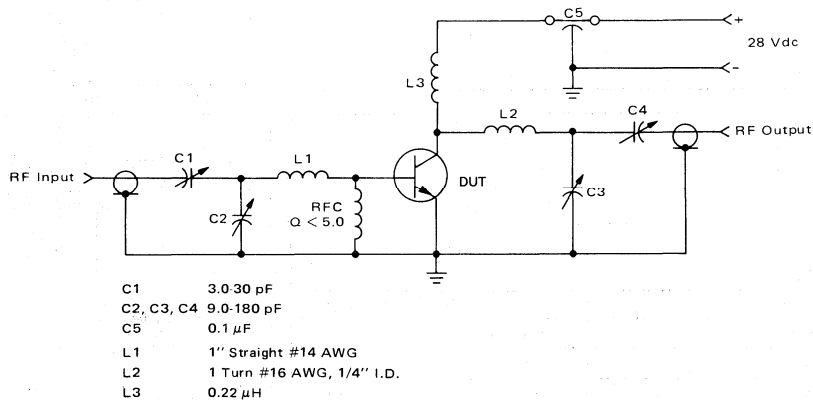 C5
+
28 Vdc
-
L3
L2
C4
RF Output
C1
L1
RF Input
DUT
C3
RFC
Q < 5.0
C2
C1 3.0-30 pF
C2, C3, C4 9.0-180 pF
C5 0.1 μF
L1 1'' Straight #14 AWG
L2 1 Turn #16 AWG, 1/4'' I.D.
L3 0.22 μH